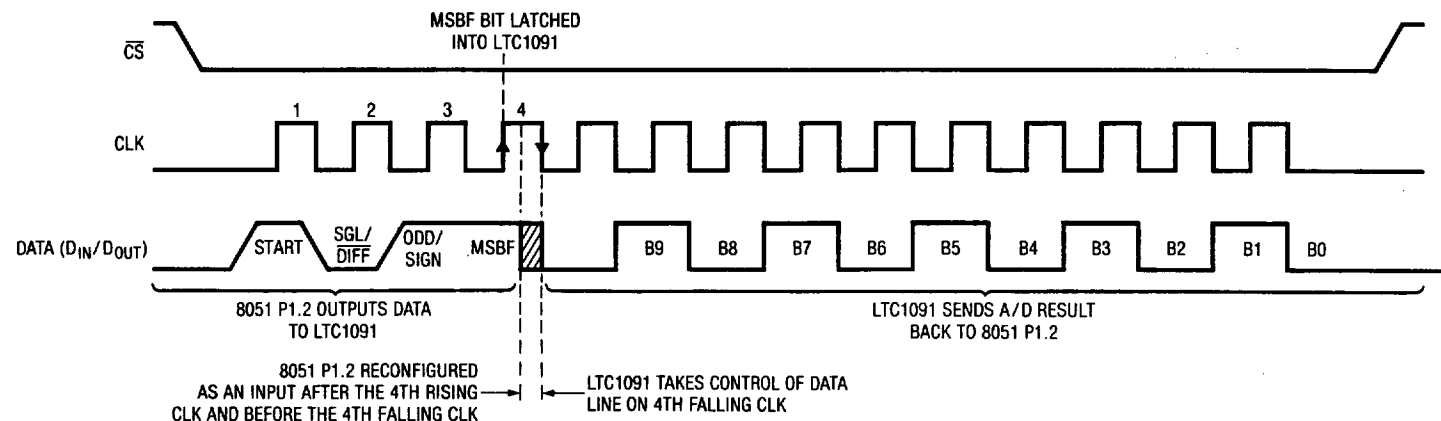 MSBF BIT LATCHED
INTO LTC1091
CS
1 2 3 4
CLK
DATA (DIN/DOUT)
START
SGL/
DIFF
ODD/
SIGN
MSBF
B9 B8 B7 B6 B5 B4 B3 B2 B1 B0
8051 P1.2 OUTPUTS DATA
TO LTC1091
LTC1091 SENDS A/D RESULT
BACK TO 8051 P1.2
8051 P1.2 RECONFIGURED
AS AN INPUT AFTER THE 4TH RISING
CLK AND BEFORE THE 4TH FALLING CLK
LTC1091 TAKES CONTROL OF DATA
LINE ON 4TH FALLING CLK